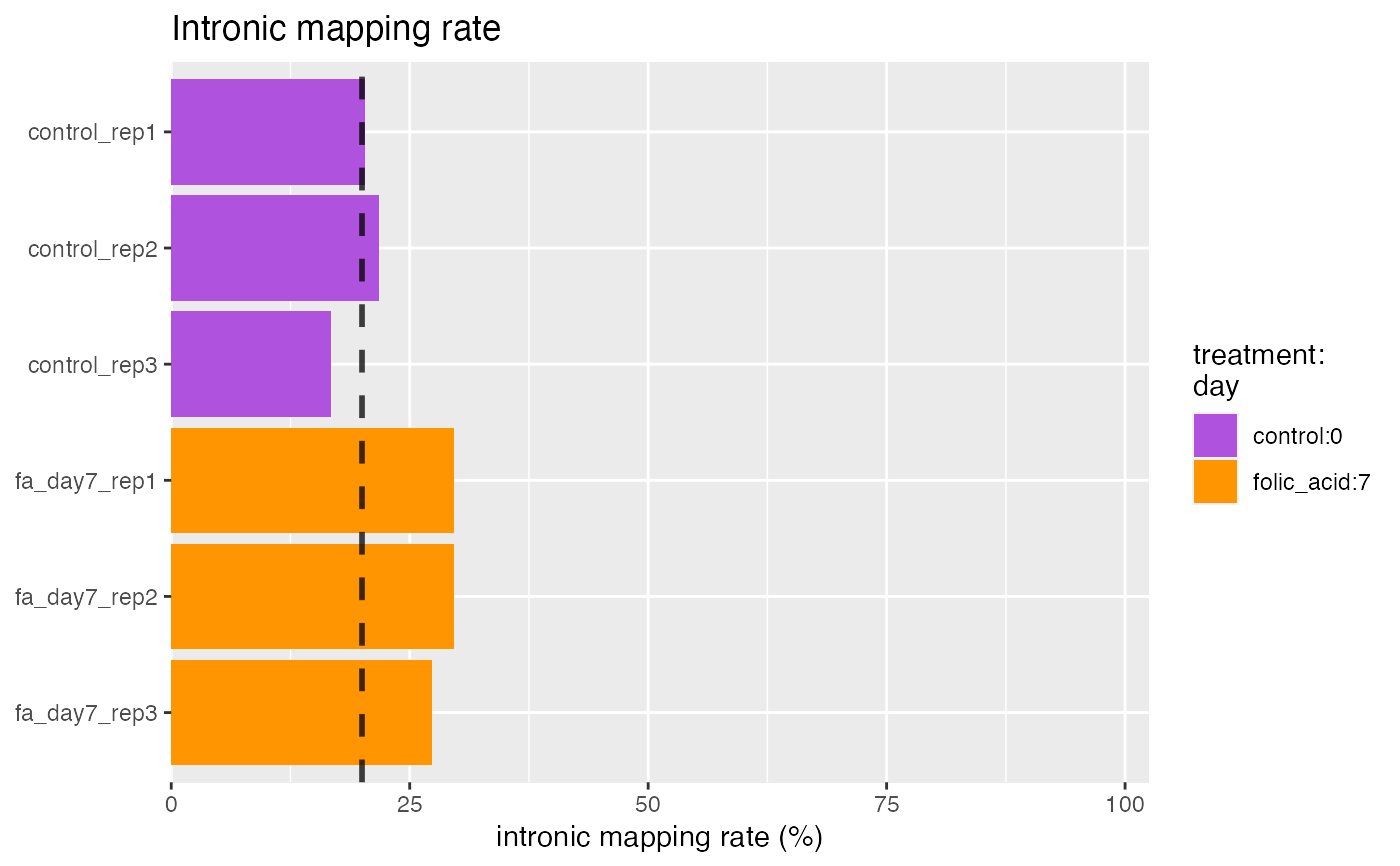 Intronic mapping rate
control_rep1
control_rep2
control_rep3
fa_day7_rep1
fa_day7_rep2
fa_day7_rep3
0 25 50 75 100
intronic mapping rate (%)
treatment:
day
control:0
folic_acid:7